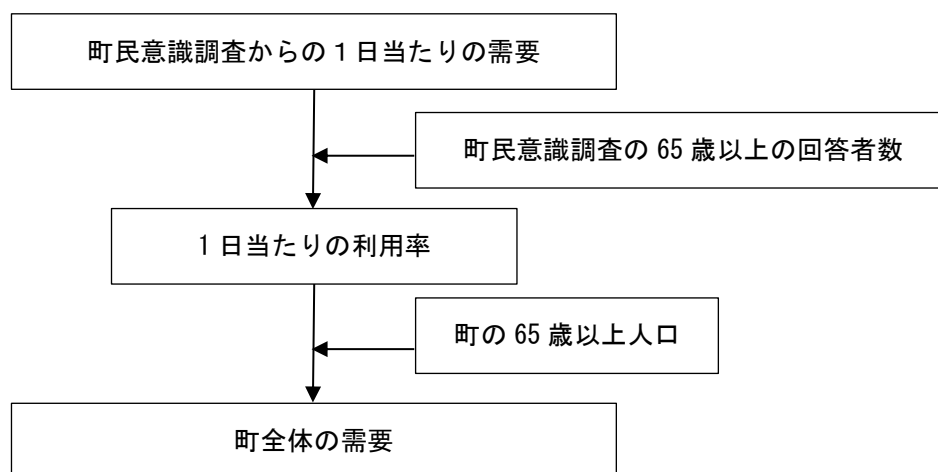 町民意識調査からの１日当たりの需要
町民意識調査の 65 歳以上の回答者数
1 日当たりの利用率
町の 65 歳以上人口
町全体の需要